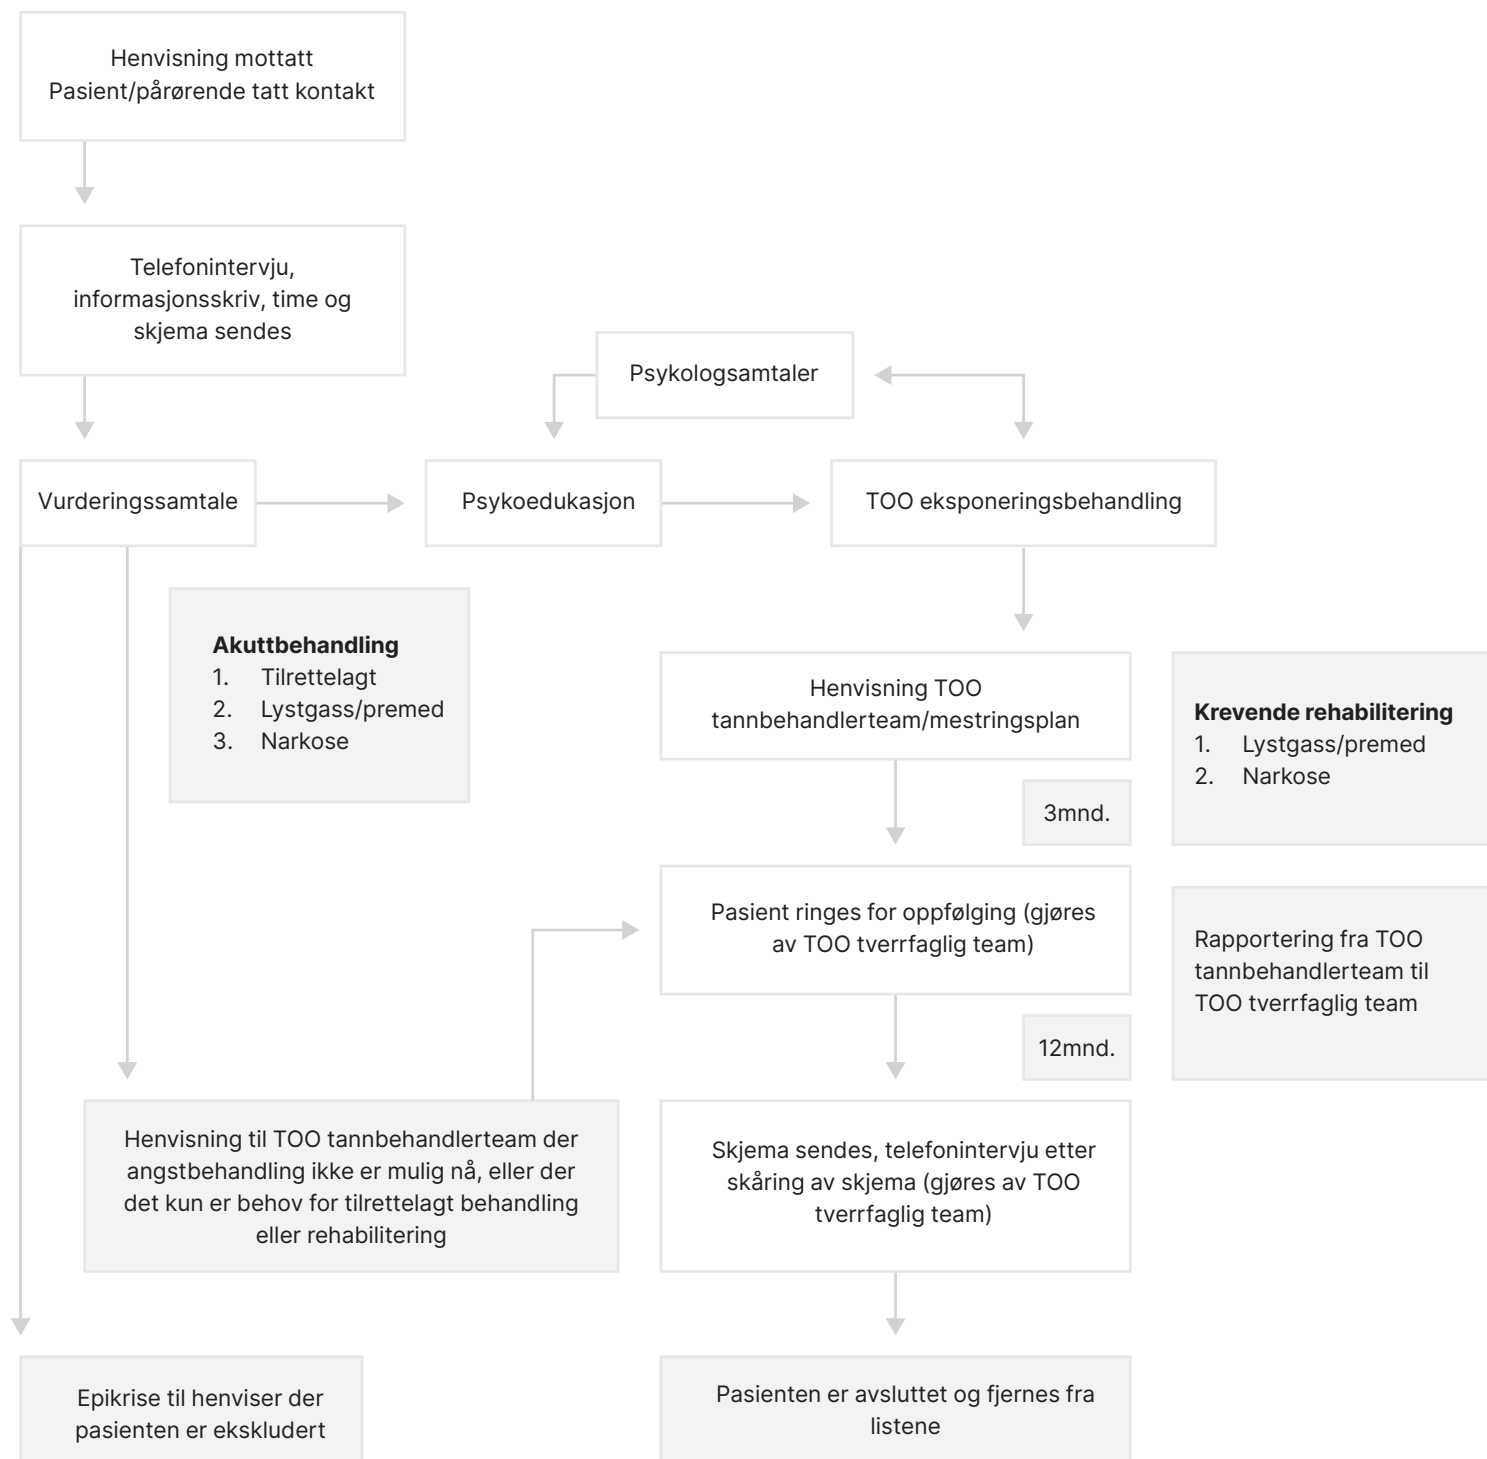 Henvisning mottatt
Pasient/pårørende tatt kontakt
Telefonintervju,
informasjonsskriv, time og
skjema sendes
Psykologsamtaler
Vurderingssamtale
Psykoedukasjon
TOO eksponeringsbehandling
Akuttbehandling
1. Tilrettelagt
2. Lystgass/premed
3. Narkose
Henvisning TOO
tannbehandlerteam/mestringsplan
Krevende rehabilitering
1. Lystgass/premed
2. Narkose
3mnd.
Pasient ringes for oppfølging (gjøres
av TOO tverrfaglig team)
Rapportering fra TOO
tannbehandlerteam til
TOO tverrfaglig team
12mnd.
Henvisning til TOO tannbehandlerteam der
angstbehandling ikke er mulig nå, eller der
det kun er behov for tilrettelagt behandling
eller rehabilitering
Skjema sendes, telefonintervju etter
skåring av skjema (gjøres av TOO
tverrfaglig team)
Epikrise til henviser der
pasienten er ekskludert
Pasienten er avsluttet og fjernes fra
listene